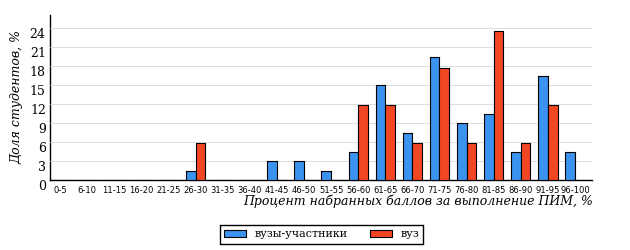 Доля студентов, %
24
21
18
15
12
9
6
3
0
0-5 6-10 11-15 16-20 21-25 26-30 31-35 36-40 41-45 46-50 51-55 56-60 61-65 66-70 71-75 76-80 81-85 86-90 91-95 96-100
Процент набранных баллов за выполнение ПИМ, %
вузы-участники вуз